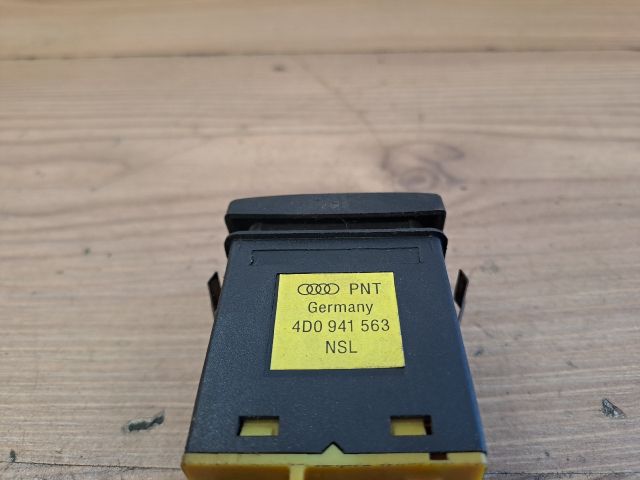 PNT
Germany
4D0 941 563
NSL